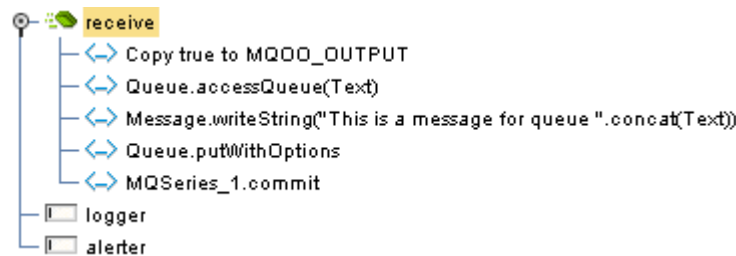 receive
Copy true to MQOO_OUTPUT
Queue.accessQueue(Text)
Message.writeString("This is a message for queue ".concat(Text))
Queue.putWithOptions
MQSeries_1.commit
logger
alerter